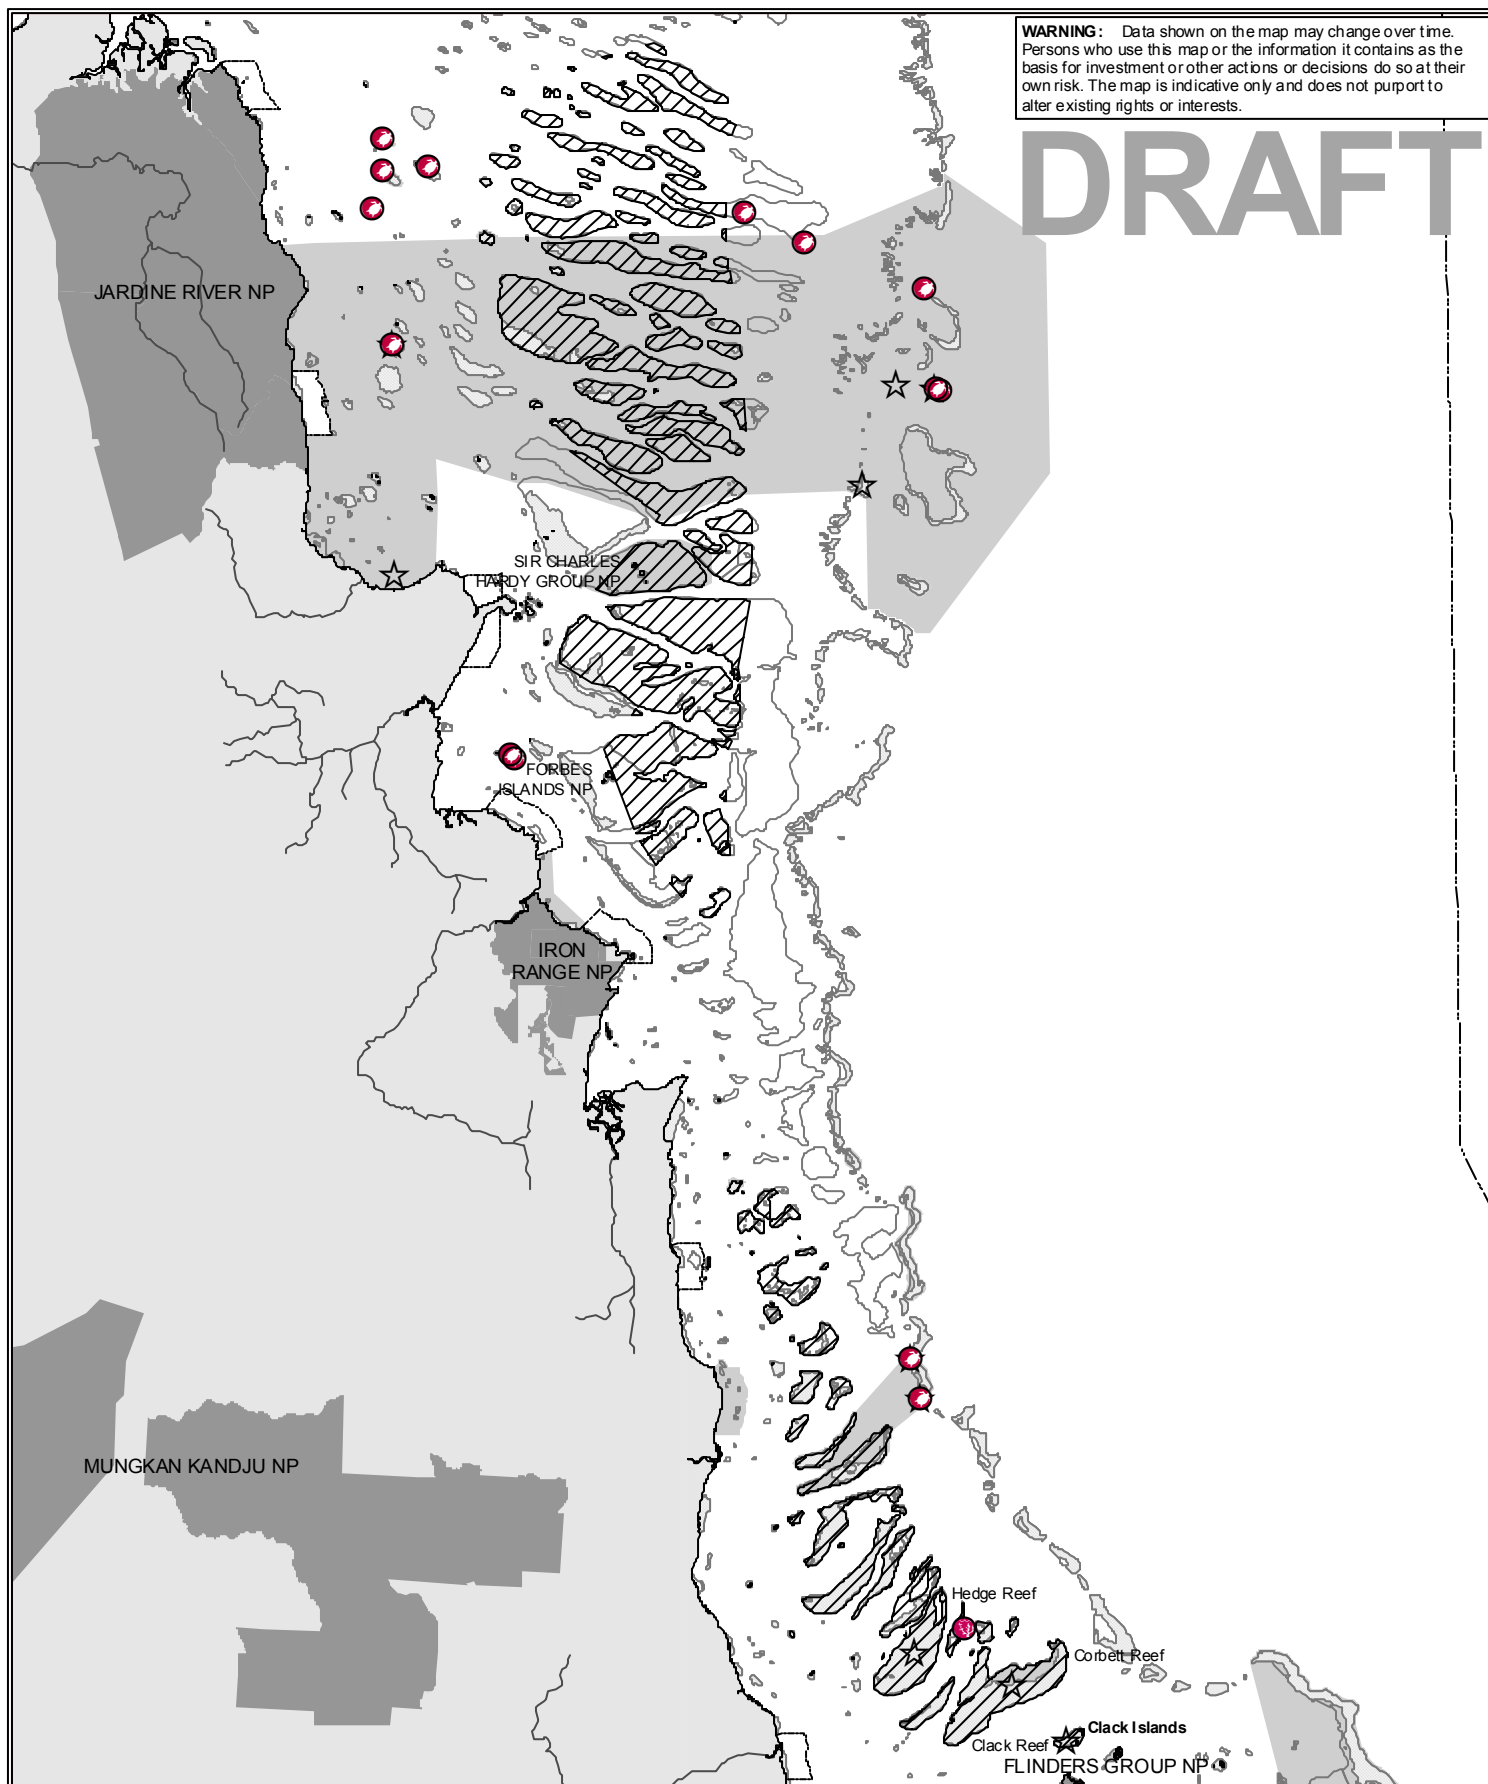 WARNING: Data shown on the map may change over time.
Persons who use this map or the information it contains as the
basis for investment or other actions or decisions do so at their
own risk. The map is indicative only and does not purport to
alter existing rights or interests.
DRAFT
JARDINE RIVER NP
SIR CHARLES
HARDY GROUP NP
FORBES
ISLANDS NP
IRON
RANGE NP
MUNGKAN KANDJU NP
Hedge Reef
Corbett Reef
Clack Islands
Clack Reef
FLINDERS GROUP NP